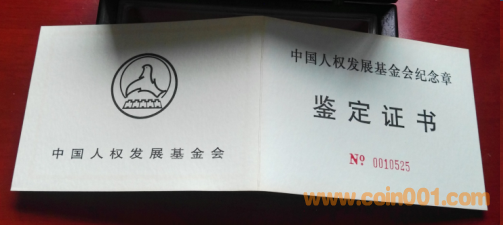 中国人权发展基金会
中国人权发展基金会纪念章
鉴定证书
Nº 0010525
www.coin001.com